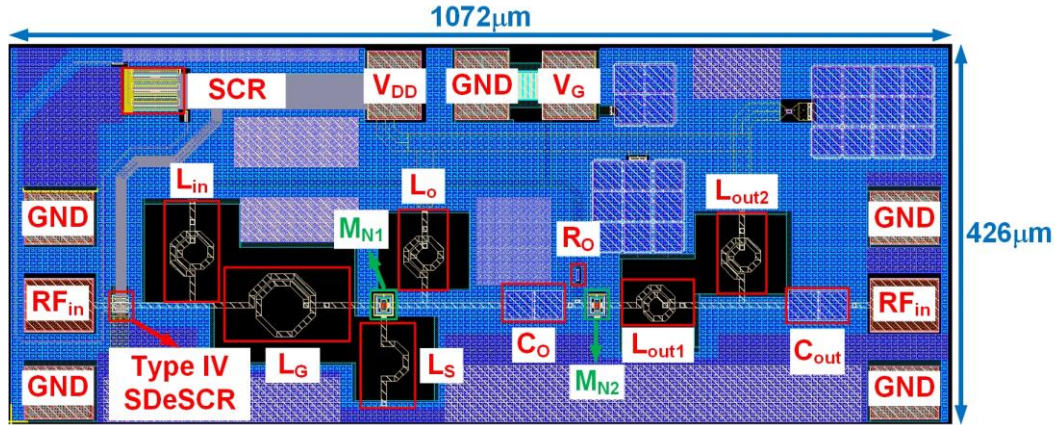 1072μm
SCR
V_DD
GND
V_G
L_in
L_o
L_out2
GND
M_N1
R_O
GND
426μm
RF_in
RF_in
Type IV
SDeSCR
L_G
L_S
C_O
M_N2
L_out1
C_out
GND
GND